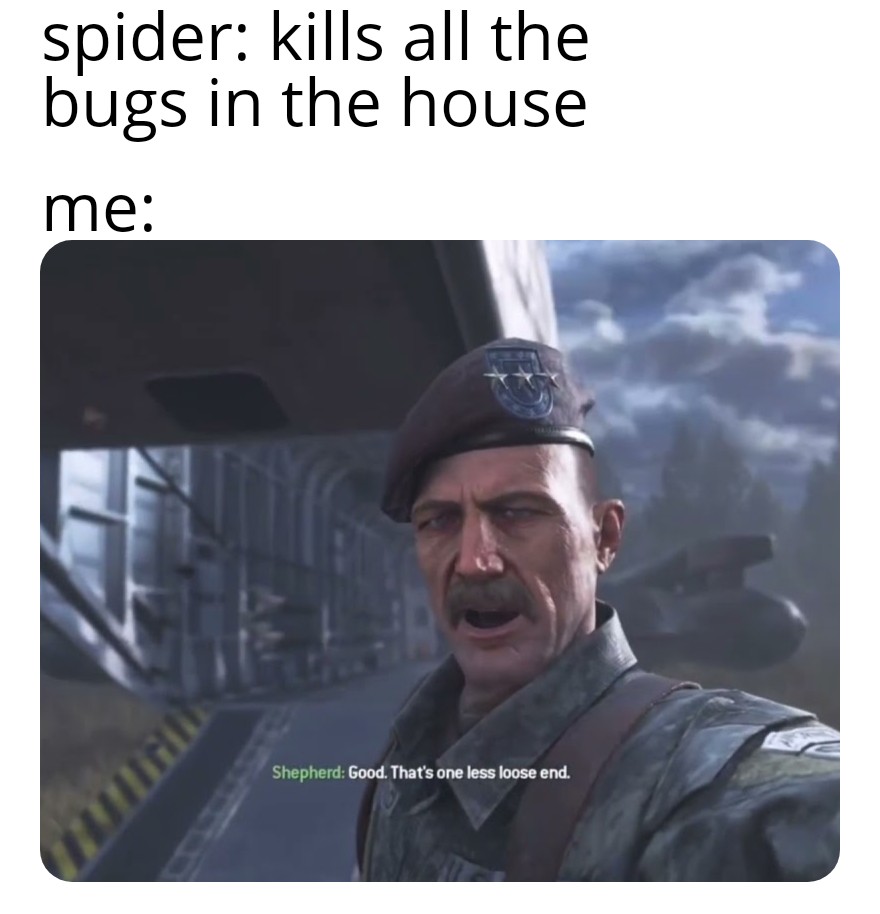 spider: kills all the
bugs in the house
me:
Shepherd: Good. That's one less loose end.